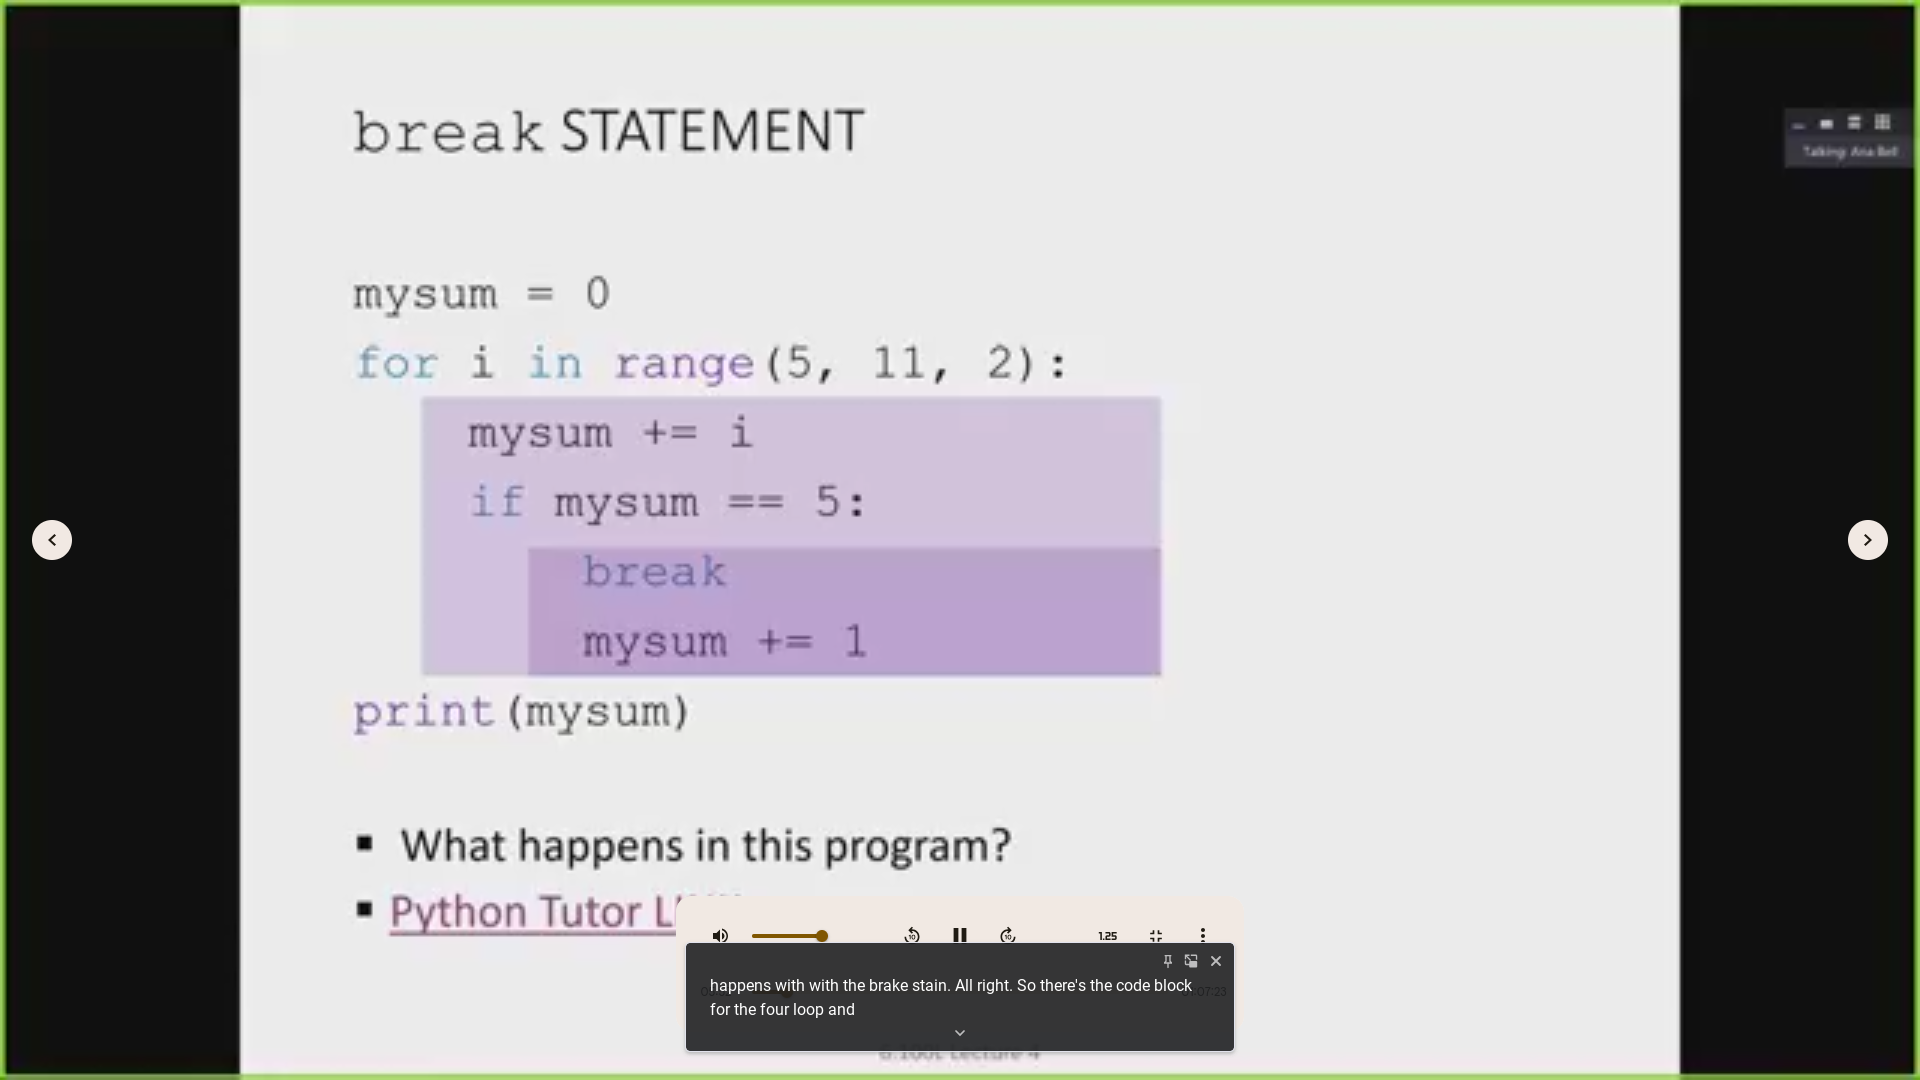 break STATEMENT
Talking: Ana Bell
mysum = 0
for i in range(5, 11, 2):
mysum += i
if mysum == 5:
break
mysum += 1
print(mysum)
What happens in this program?
Python Tutor
10
10
1.25
happens with with the brake stain. All right. So there's the code block
for the four loop and
6.100L Lecture 4